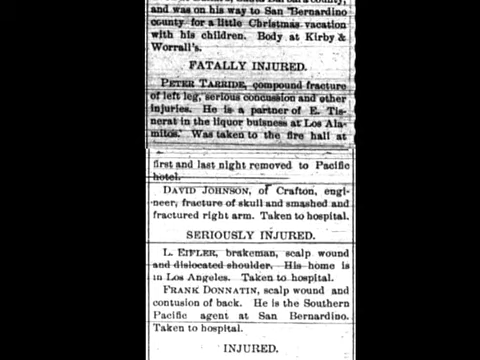 and was on his way to San Bernardino
county for a little Christmas vacation
with his children. Body at Kirby &
Worrall's.
FATALLY INJURED.
PETER TARRIDE, compound fracture
of left leg, serious concussion and other
injuries. He is a partner of E. Tis-
nerat in the liquor buisness at Los Ala-
mitos. Was taken to the fire hall at
first and last night removed to Pacific
hotel.
DAVID JOHNSON, of Crafton, engi-
neer, fracture of skull and smashed and
fractured right arm. Taken to hospital.
SERIOUSLY INJURED.
L. EIFLER, brakeman, scalp wound
and dislocated shoulder. His home is
in Los Angeles. Taken to hospital.
FRANK DONNATIN, scalp wound and
contusion of back. He is the Southern
Pacific agent at San Bernardino.
Taken to hospital.
INJURED.